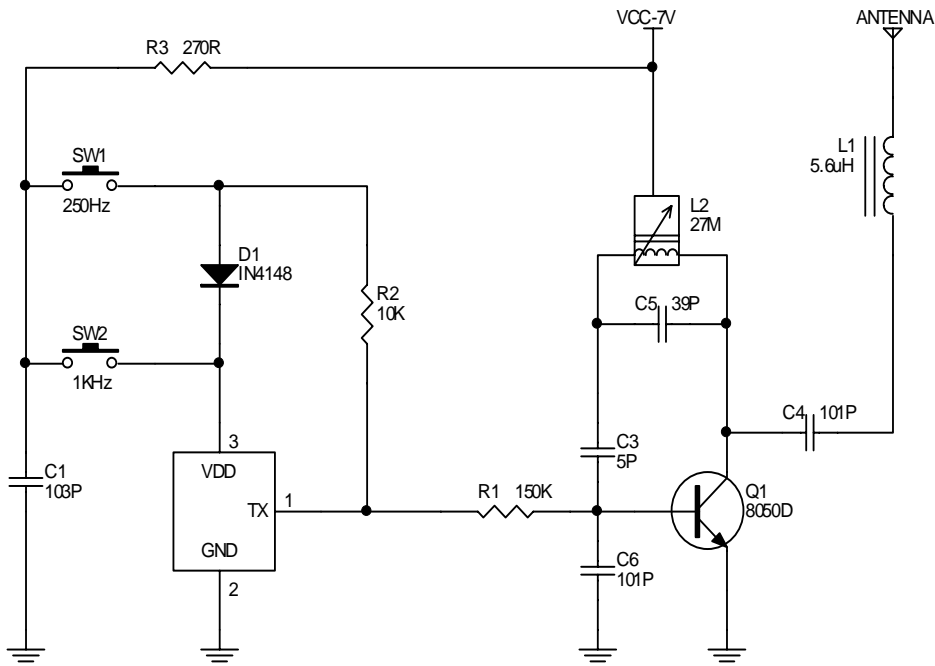 VCC-7V
ANTENNA
R3 270R
L1
5.6uH
SW1
250Hz
L2
27M
D1
IN4148
R2
10K
C5 39P
SW2
1KHz
C4 101P
C3
5P
3
VDD
C1
103P
TX
1
R1 150K
Q1
8050D
GND
2
C6
101P